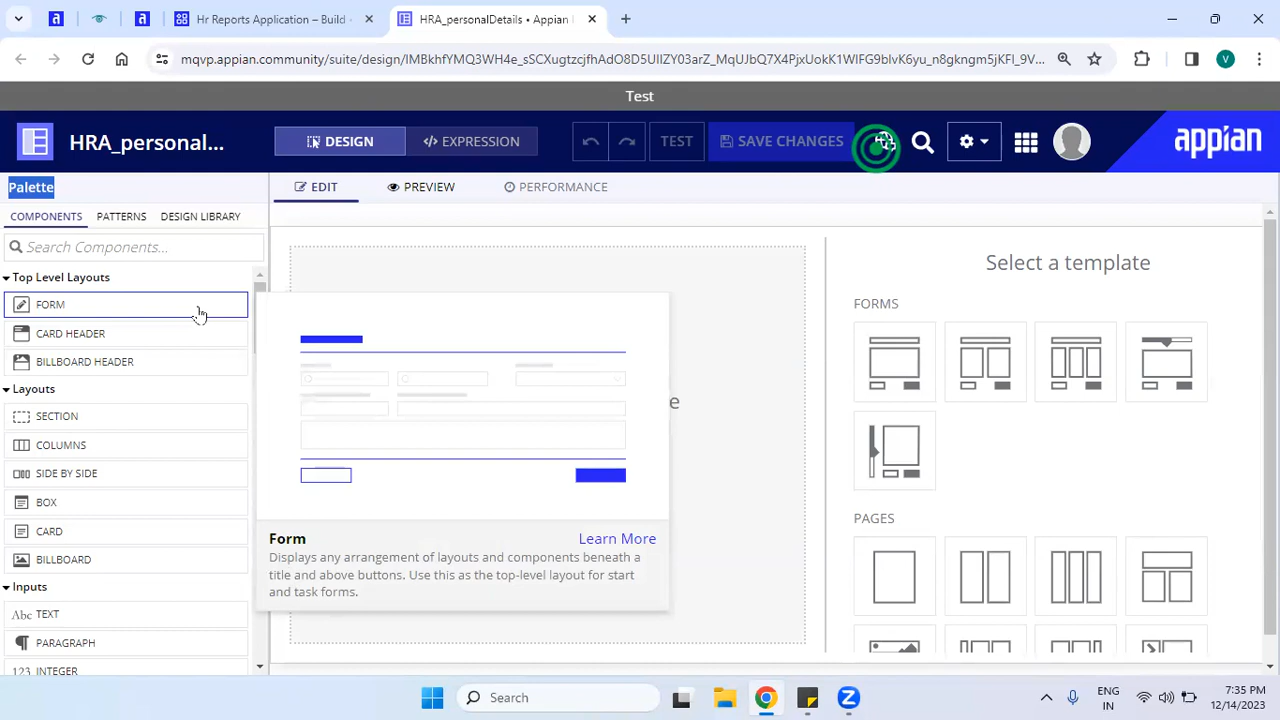 Hr Reports Application – Build
HRA_personalDetails – Appian
mqvp.appian.community/suite/design/IMBkhfYMQ3WH4e_sSCXugtzcjfhAdO8D5UIIZY03arZ_MqUJbQ7X4PjxUokK1WIFG9blvK6yu_n8gkngm5jKFI_9V...
V
Test
HRA_personal...
DESIGN
</> EXPRESSION
TEST
SAVE CHANGES
appian
Palette
EDIT
PREVIEW
PERFORMANCE
COMPONENTS
PATTERNS
DESIGN LIBRARY
Search Components...
Select a template
Top Level Layouts
FORM
FORMS
CARD HEADER
BILLBOARD HEADER
Layouts
SECTION
COLUMNS
SIDE BY SIDE
BOX
PAGES
CARD
Form
Learn More
Displays any arrangement of layouts and components beneath a
title and above buttons. Use this as the top-level layout for start
and task forms.
BILLBOARD
Inputs
Abc TEXT
PARAGRAPH
123 INTEGER
Search
ENG
IN
7:35 PM
12/14/2023